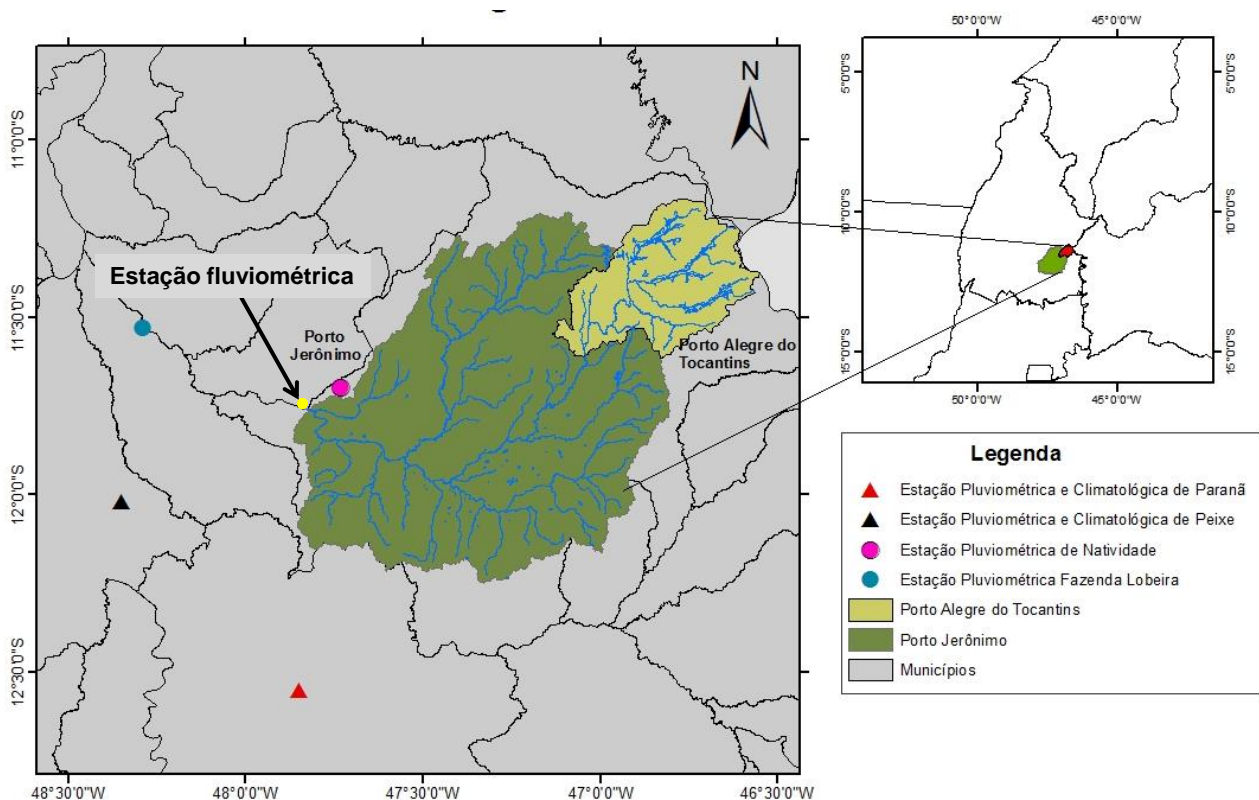 N
11°0'0"S
11°30'0"S
12°0'0"S
12°30'0"S
48°30'0"W
48°0'0"W
47°30'0"W
47°0'0"W
46°30'0"W
Estação fluviométrica
Porto
Jerônimo
Porto Alegre do
Tocantins
50°0'0"W
45°0'0"W
5°0'0"S
10°0'0"S
15°0'0"S
5°0'0"S
10°0'0"S
15°0'0"S
50°0'0"W
45°0'0"W
Legenda
Estação Pluviométrica e Climatológica de Paranã
Estação Pluviométrica e Climatológica de Peixe
Estação Pluviométrica de Natividade
Estação Pluviométrica Fazenda Lobeira
Porto Alegre do Tocantins
Porto Jerônimo
Municípios